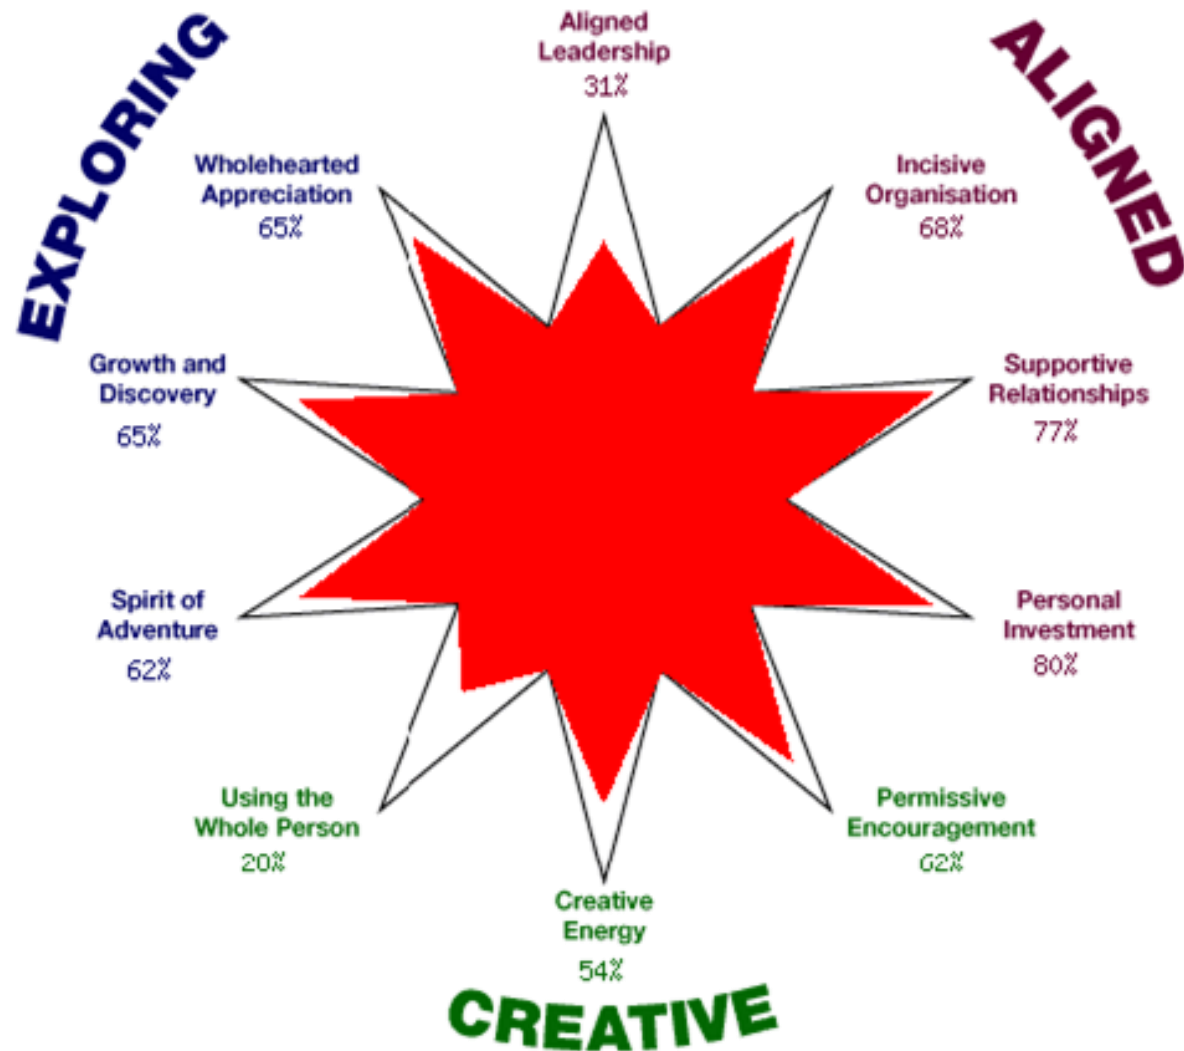 EXPLORING
ALIGNED
Aligned
Leadership
31%
Wholehearted
Appreciation
65%
Incisive
Organisation
68%
Growth and
Discovery
65%
Supportive
Relationships
77%
Spirit of
Adventure
62%
Personal
Investment
80%
Using the
Whole Person
20%
Permissive
Encouragement
62%
Creative
Energy
54%
CREATIVE